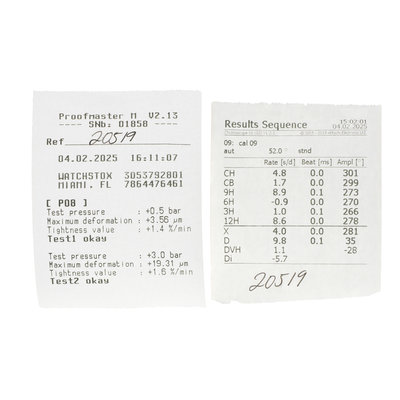 Proofmaster M V2.13
---- SNb: 01858 ----
Ref 20519
04.02.2025 16:11:07
WATCHSTOX 3053792801
MIAMI. FL 7864476461
[ P08 ]
Test pressure : +0.5 bar
Maximum deformation : +3.56 µm
Tightness value : +1.4 %/min
Test1 okay
Test pressure : +3.0 bar
Maximum deformation : +19.31 µm
Tightness value : +1.6 %/min
Test2 okay
Results Sequence 15:02:01
04.02.2025
09: cal 09
aut 52.0 stnd
Rate [s/d] Beat [ms] Ampl [°]
CH 4.8 0.0 301
CB 1.7 0.0 299
9H 8.9 0.1 273
6H -0.9 0.0 270
3H 1.0 0.1 266
12H 8.6 0.0 277
X 4.0 0.0 281
D 9.8 0.1 35
DVH 1.1 -28
Di -5.7
20519